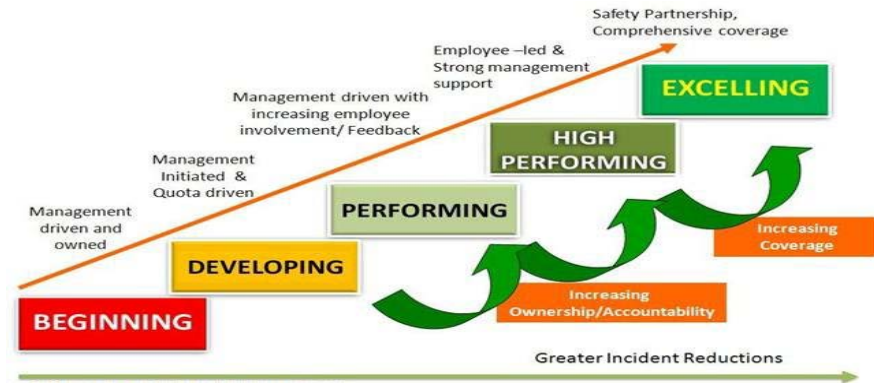 Safety Partnership,
Comprehensive coverage
Employee –led &
Strong management
support
EXCELLING
Management driven with
increasing employee
involvement/ Feedback
HIGH
PERFORMING
Management
Initiated &
Quota driven
PERFORMING
Management
driven and
owned
Increasing
Coverage
DEVELOPING
Increasing
Ownership/Accountability
BEGINNING
Greater Incident Reductions